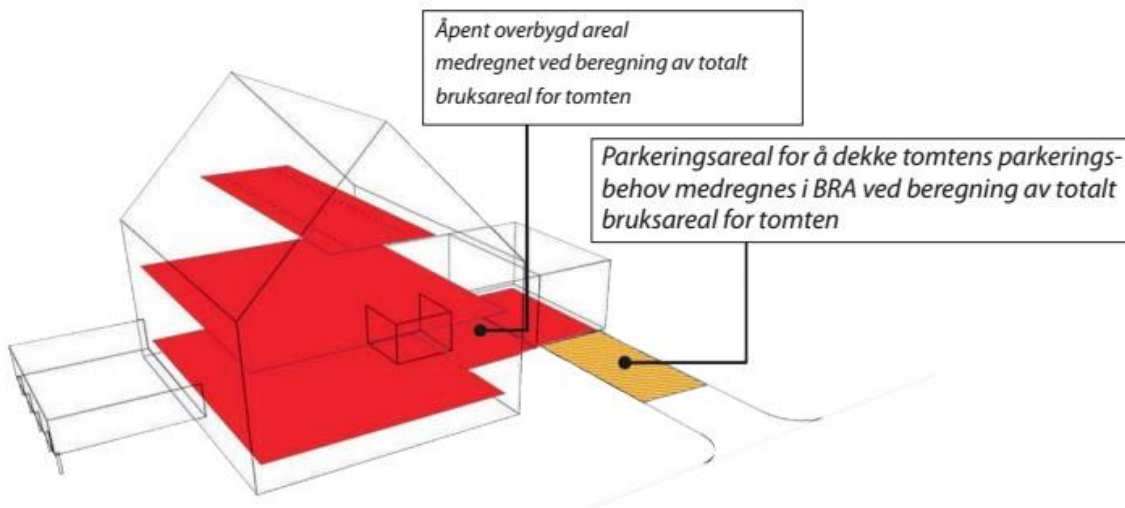 Åpent overbygd areal
medregnet ved beregning av totalt
bruksareal for tomten
Parkeringsareal for å dekke tomtens parkerings-
behov medregnes i BRA ved beregning av totalt
bruksareal for tomten